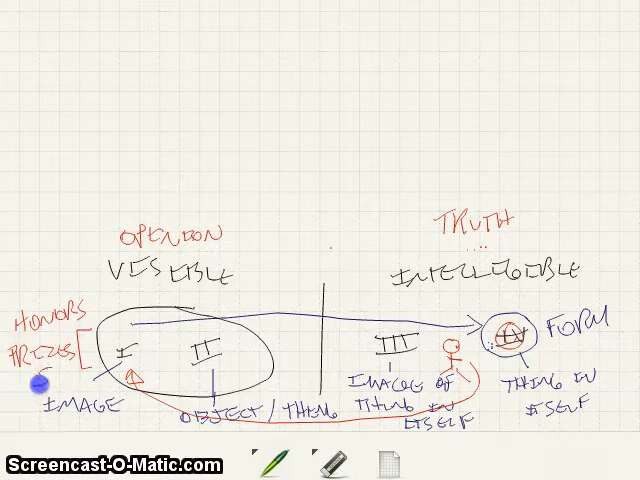 TRUTH
OPINION
VISIBLE
INTELLIGIBLE
HONORS
PRIZES
I
II
III
IV
FORM
IMAGE
OBJECT / THING
IMAGE OF
THING IN
ITSELF
THING IN
ITSELF
Screencast-O-Matic.com